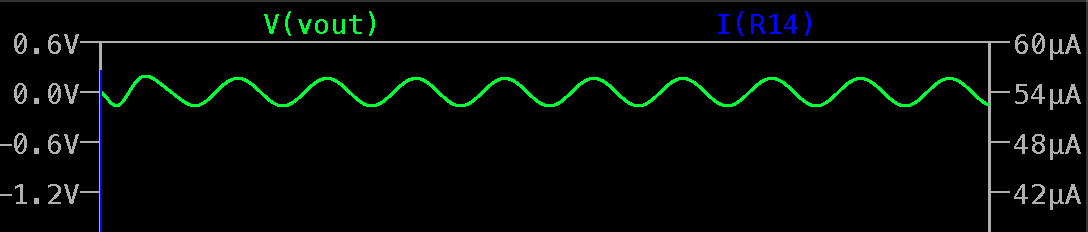 V(vout) I(R14)
0.6V 60µA
0.0V 54µA
-0.6V 48µA
-1.2V 42µA